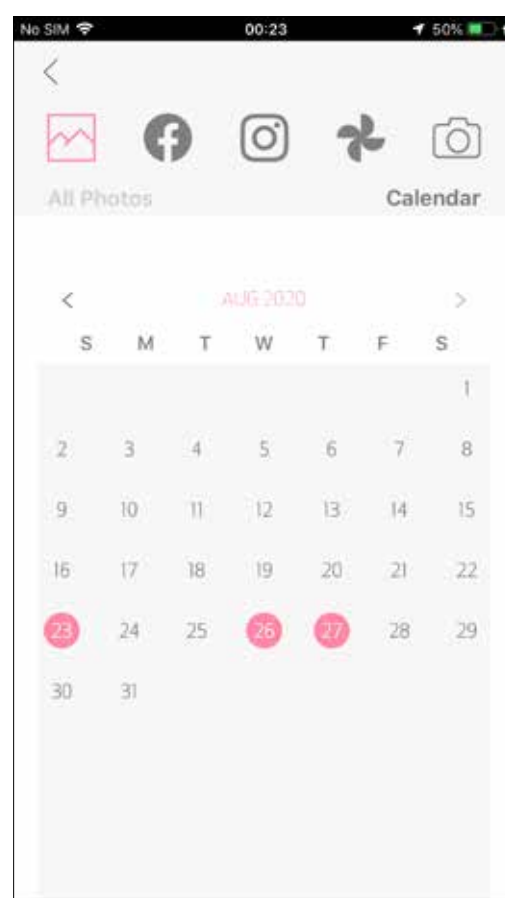 No SIM 00:23 50%
All Photos Calendar
< AUG 2020 >
S M T W T F S
1
2 3 4 5 6 7 8
9 10 11 12 13 14 15
16 17 18 19 20 21 22
23 24 25 26 27 28 29
30 31